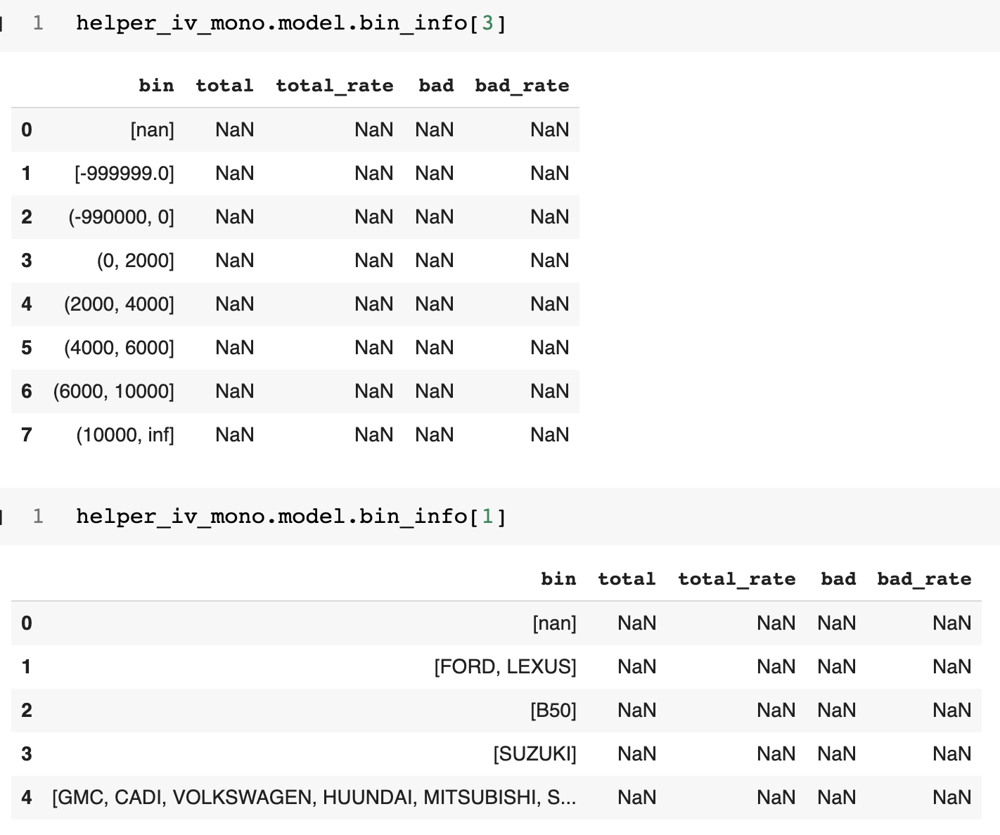 1 helper_iv_mono.model.bin_info[3]
bin total total_rate bad bad_rate
0 [nan] NaN NaN NaN NaN
1 [-999999.0] NaN NaN NaN NaN
2 (-990000, 0] NaN NaN NaN NaN
3 (0, 2000] NaN NaN NaN NaN
4 (2000, 4000] NaN NaN NaN NaN
5 (4000, 6000] NaN NaN NaN NaN
6 (6000, 10000] NaN NaN NaN NaN
7 (10000, inf] NaN NaN NaN NaN
1 helper_iv_mono.model.bin_info[1]
bin total total_rate bad bad_rate
0 [nan] NaN NaN NaN NaN
1 [FORD, LEXUS] NaN NaN NaN NaN
2 [B50] NaN NaN NaN NaN
3 [SUZUKI] NaN NaN NaN NaN
4 [GMC, CADI, VOLKSWAGEN, HUUNDAI, MITSUBISHI, S... NaN NaN NaN NaN